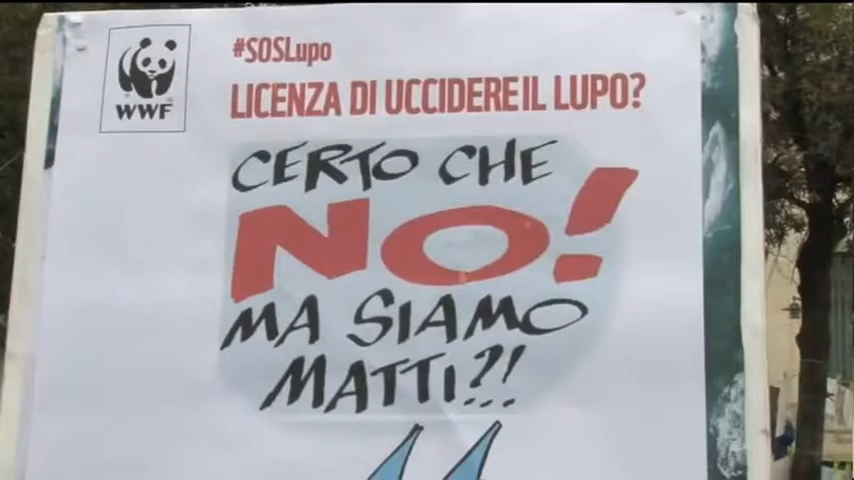 WWF
#SOSLupo
LICENZA DI UCCIDERE IL LUPO?
CERTO CHE
NO!
MA SIAMO
MATTI?!...